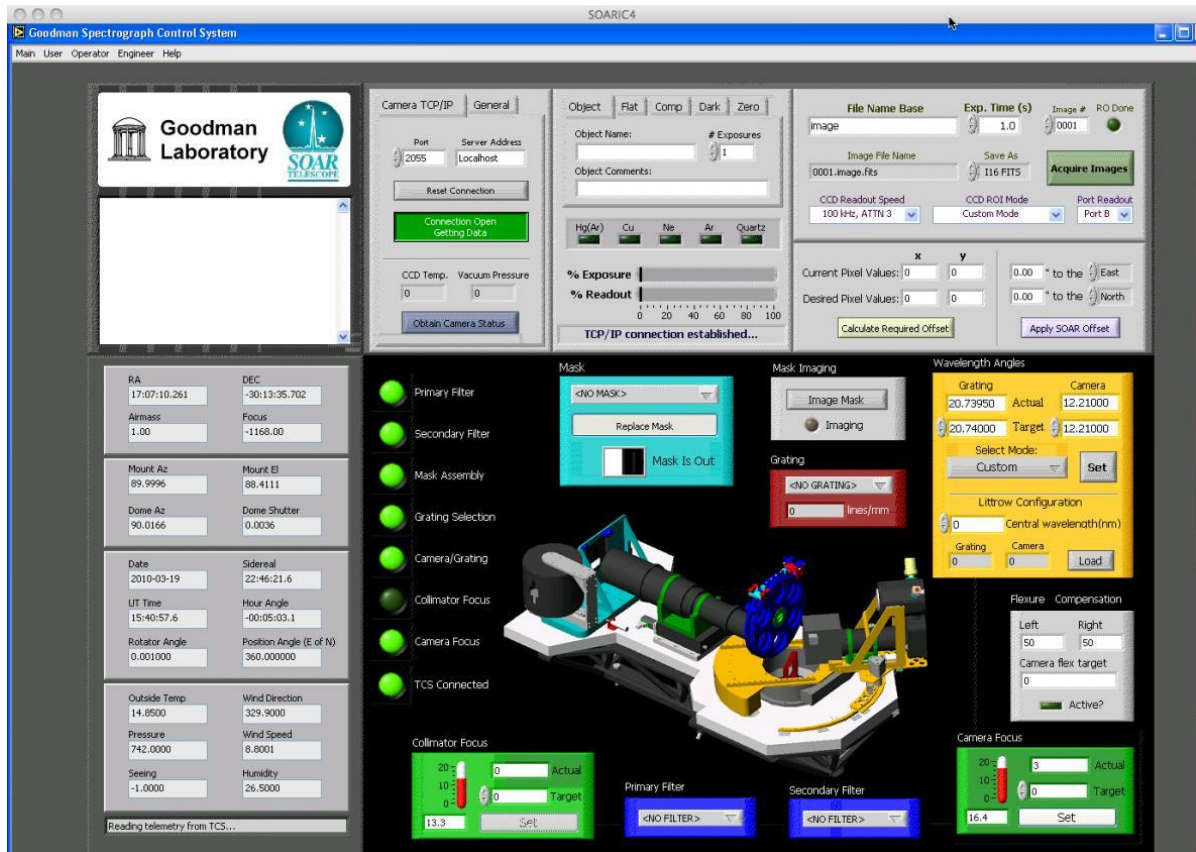 SOARIC4
Goodman Spectrograph Control System
Main User Operator Engineer Help
Goodman
Laboratory
SOAR
TELESCOPE
Camera TCP/IP General
Port Server Address
2055 Localhost
Reset Connection
Connection Open
Getting Data
CCD Temp. Vacuum Pressure
0 0
Obtain Camera Status
Object Flat Comp Dark Zero
Object Name: # Exposures
1
Object Comments:
Hg(Ar) Cu Ne Ar Quartz
% Exposure
% Readout
0 20 40 60 80 100
TCP/IP connection established...
File Name Base Exp. Time (s) Image # RO Done
image 1.0 0001
Image File Name Save As
0001.image.fits I16 FITS Acquire Images
CCD Readout Speed CCD ROI Mode Port Readout
100 kHz, ATTN 3 Custom Mode Port B
x y
Current Pixel Values: 0 0 0.00 " to the East
Desired Pixel Values: 0 0 0.00 " to the North
Calculate Required Offset Apply SOAR Offset
RA DEC
17:07:10.261 -30:13:35.702
Airmass Focus
1.00 -1168.00
Mount Az Mount El
89.9996 88.4111
Dome Az Dome Shutter
90.0166 0.0036
Date Sidereal
2010-03-19 22:46:21.6
UT Time Hour Angle
15:40:57.6 -00:05:03.1
Rotator Angle Position Angle (E of N)
0.001000 360.000000
Outside Temp Wind Direction
14.8500 329.9000
Pressure Wind Speed
742.0000 8.8001
Seeing Humidity
-1.0000 26.5000
Reading telemetry from TCS...
Primary Filter
Secondary Filter
Mask Assembly
Grating Selection
Camera/Grating
Collimator Focus
Camera Focus
TCS Connected
Mask
<NO MASK>
Replace Mask
Mask Is Out
Mask Imaging
Image Mask
Imaging
Grating
<NO GRATING>
0 lines/mm
Wavelength Angles
Grating Camera
20.73950 Actual 12.21000
20.74000 Target 12.21000
Select Mode:
Custom Set
Littrow Configuration
0 Central wavelength(nm)
Grating Camera
0 0 Load
Flexure Compensation
Left Right
50 50
Camera flex target
0
Active?
Collimator Focus
20 0 Actual
10
0 0 Target
13.3 Set
Primary Filter
<NO FILTER>
Secondary Filter
<NO FILTER>
Camera Focus
20 3 Actual
10
0 0 Target
16.4 Set